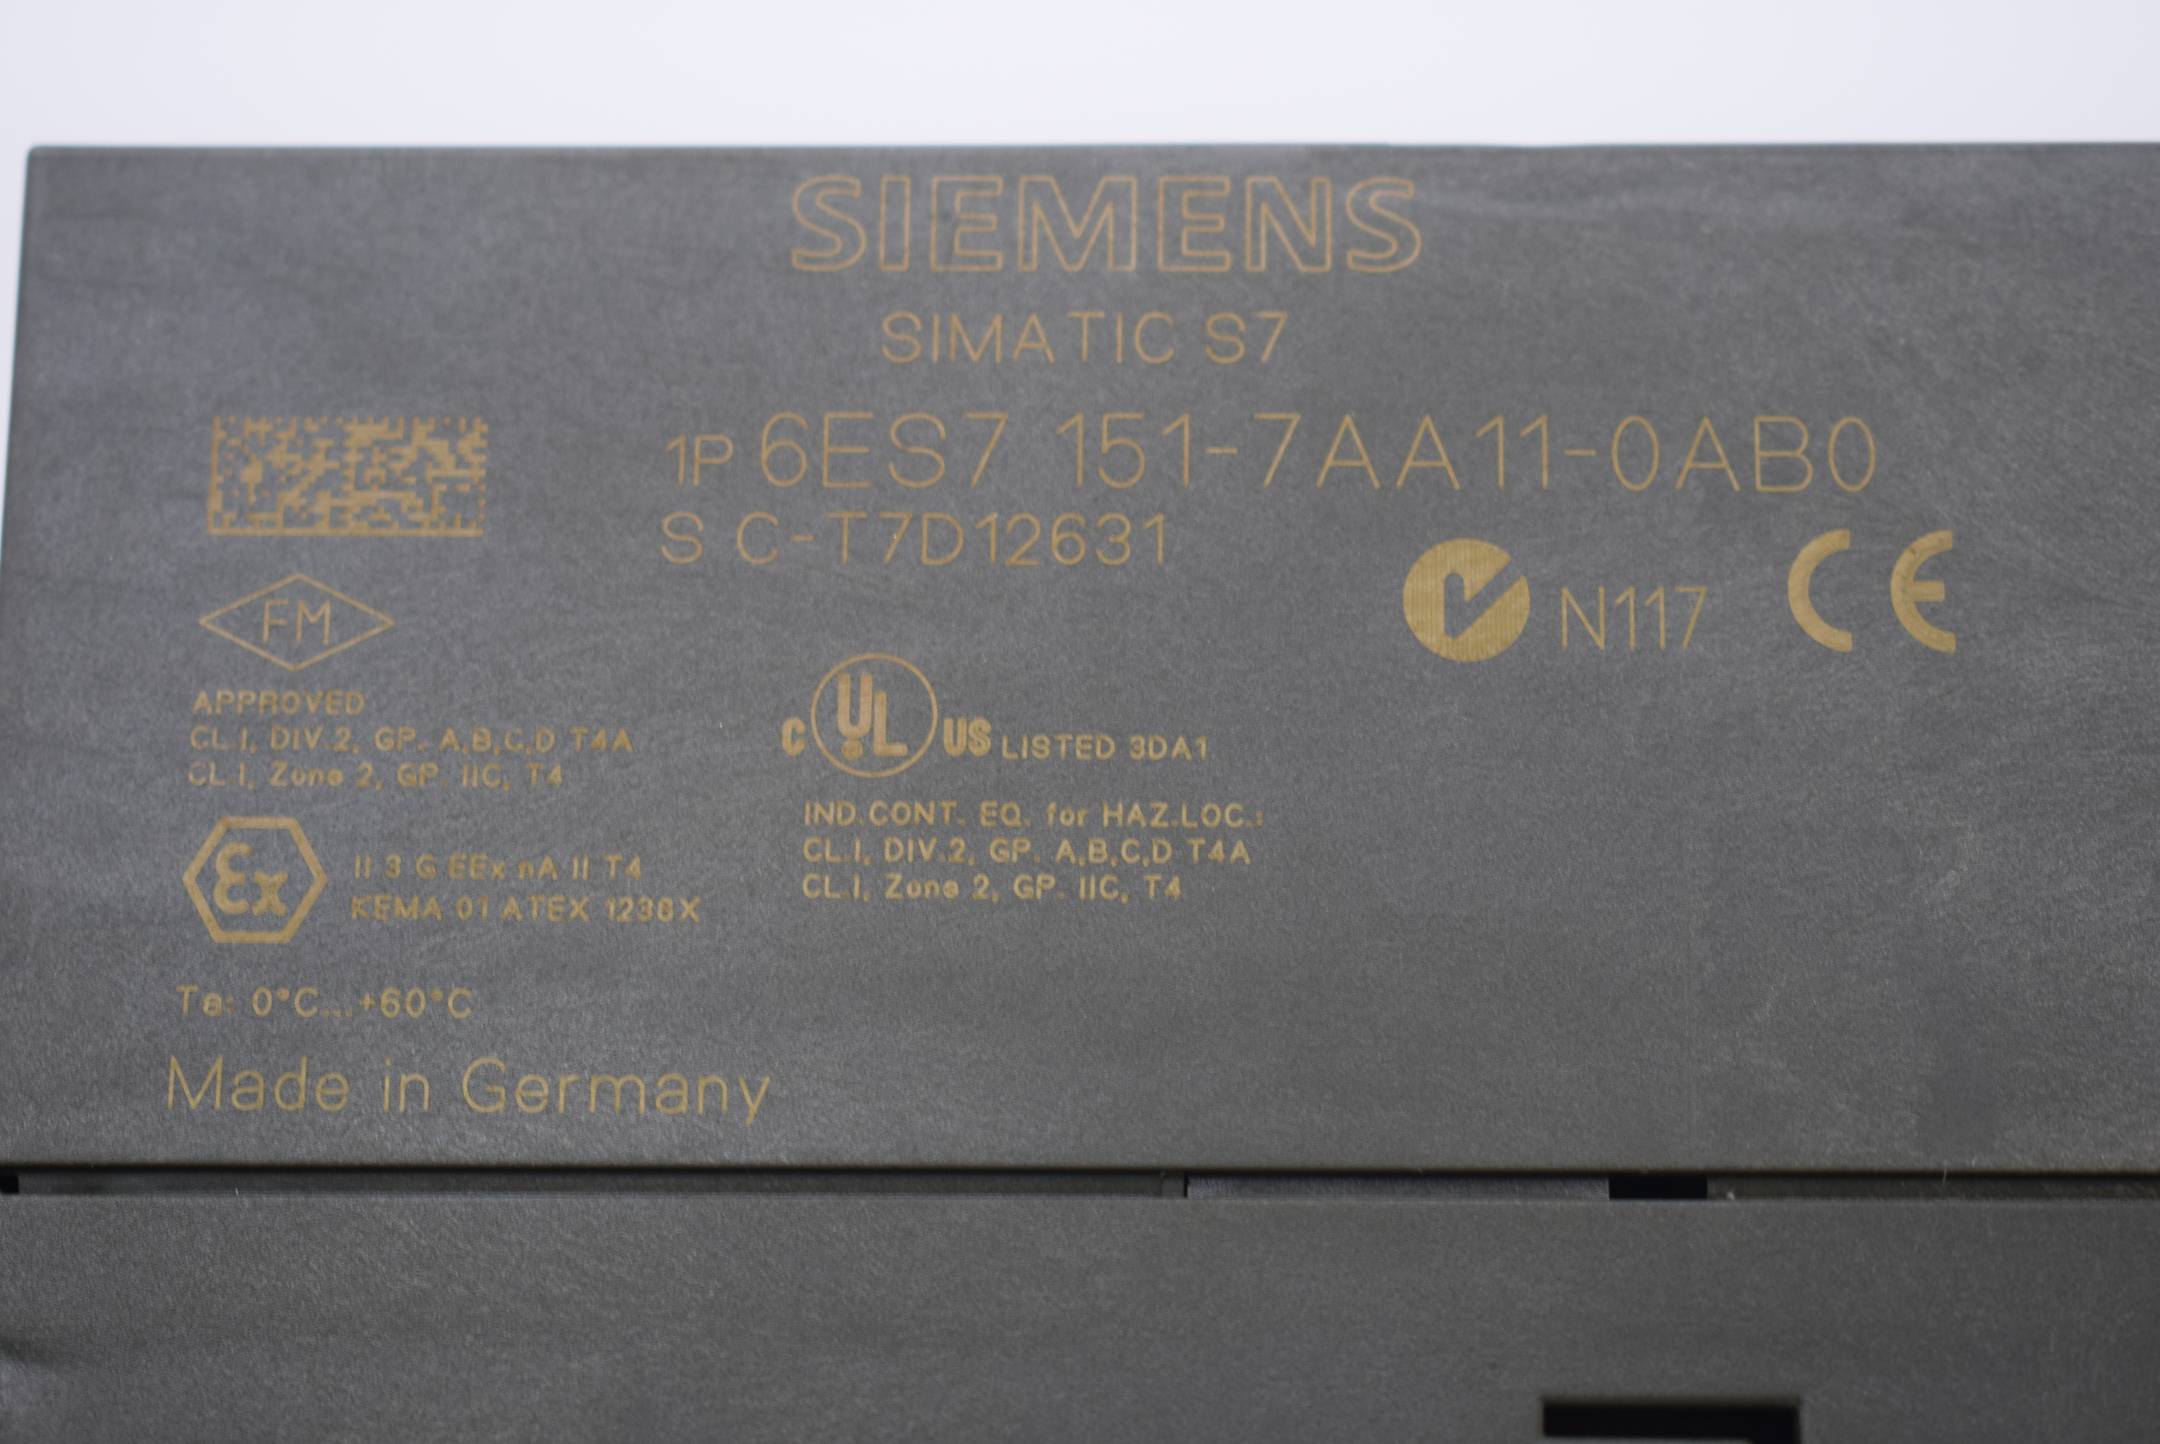 SIEMENS
SIMATIC S7
1P 6ES7 151-7AA11-0AB0
S C-T7D12631
N117 CE
FM
APPROVED
CL.I, DIV.2, GP. A,B,C,D T4A
CL.I, Zone 2, GP. IIC, T4
C UL US LISTED 3DA1
IND.CONT. EQ. for HAZ.LOC.:
CL.I, DIV.2, GP. A,B,C,D T4A
CL.I, Zone 2, GP. IIC, T4
Ex II 3 G EEx nA II T4
KEMA 01 ATEX 1238X
Ta: 0°C...+60°C
Made in Germany